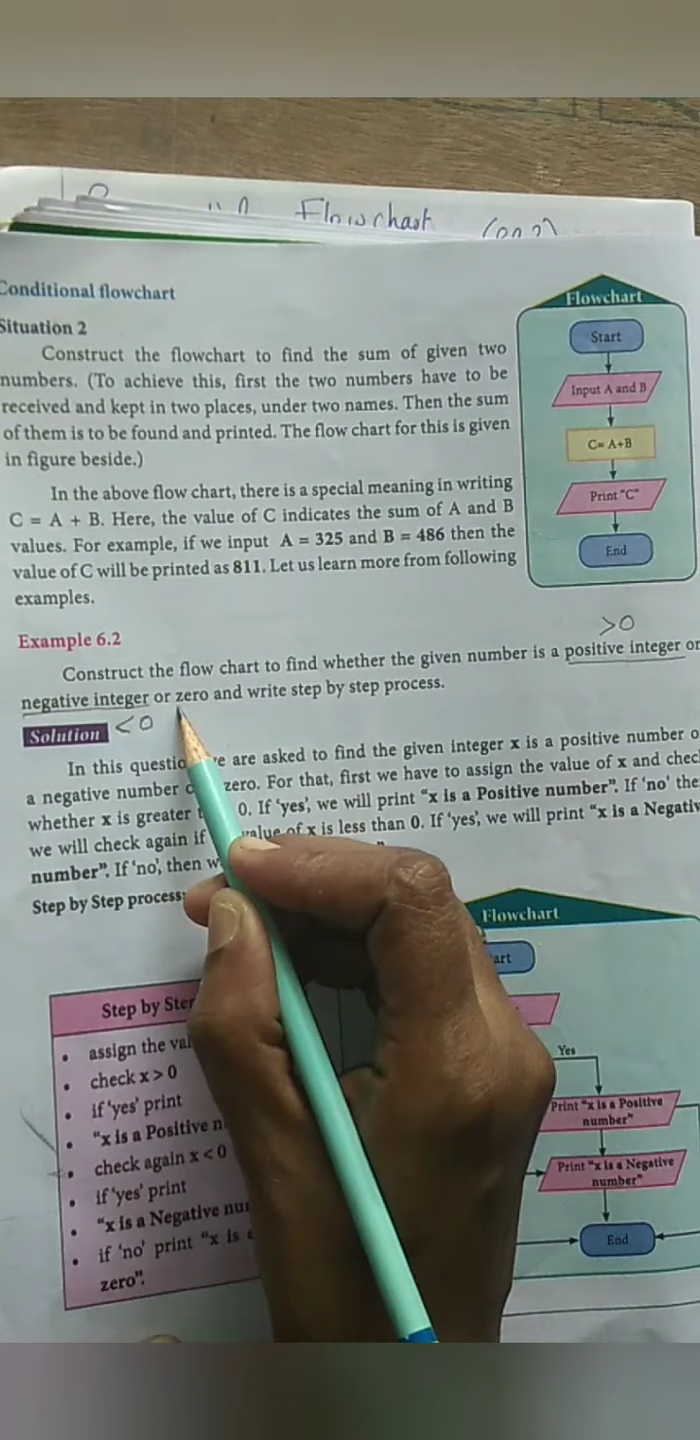 Flowchart
Conditional flowchart
Situation 2
Construct the flowchart to find the sum of given two
numbers. (To achieve this, first the two numbers have to be
received and kept in two places, under two names. Then the sum
of them is to be found and printed. The flow chart for this is given
in figure beside.)
In the above flow chart, there is a special meaning in writing
C = A + B. Here, the value of C indicates the sum of A and B
values. For example, if we input A = 325 and B = 486 then the
value of C will be printed as 811. Let us learn more from following
examples.
Flowchart
Start
Input A and B
C= A+B
Print "C"
End
Example 6.2
>0
Construct the flow chart to find whether the given number is a positive integer or
negative integer or zero and write step by step process.
Solution <0
In this are asked to find the given integer x is a positive number
a negative number zero. For that, first we have to assign the value of x and
whether x is greater 0. If 'yes', we will print "x is a Positive number". If 'no'
we will check again if value of x is less than 0. If 'yes', we will print "x is a
number". If 'no', then
Step by Step process:
Step by
• assign the
• check x > 0
• if 'yes' print
• "x is a Positive
• check again x < 0
• if 'yes' print
• "x is a Negative
• if 'no' print "x is
zero".
Flowchart
Yes
Print "x is a Positive
number"
Print "x is a Negative
number"
End